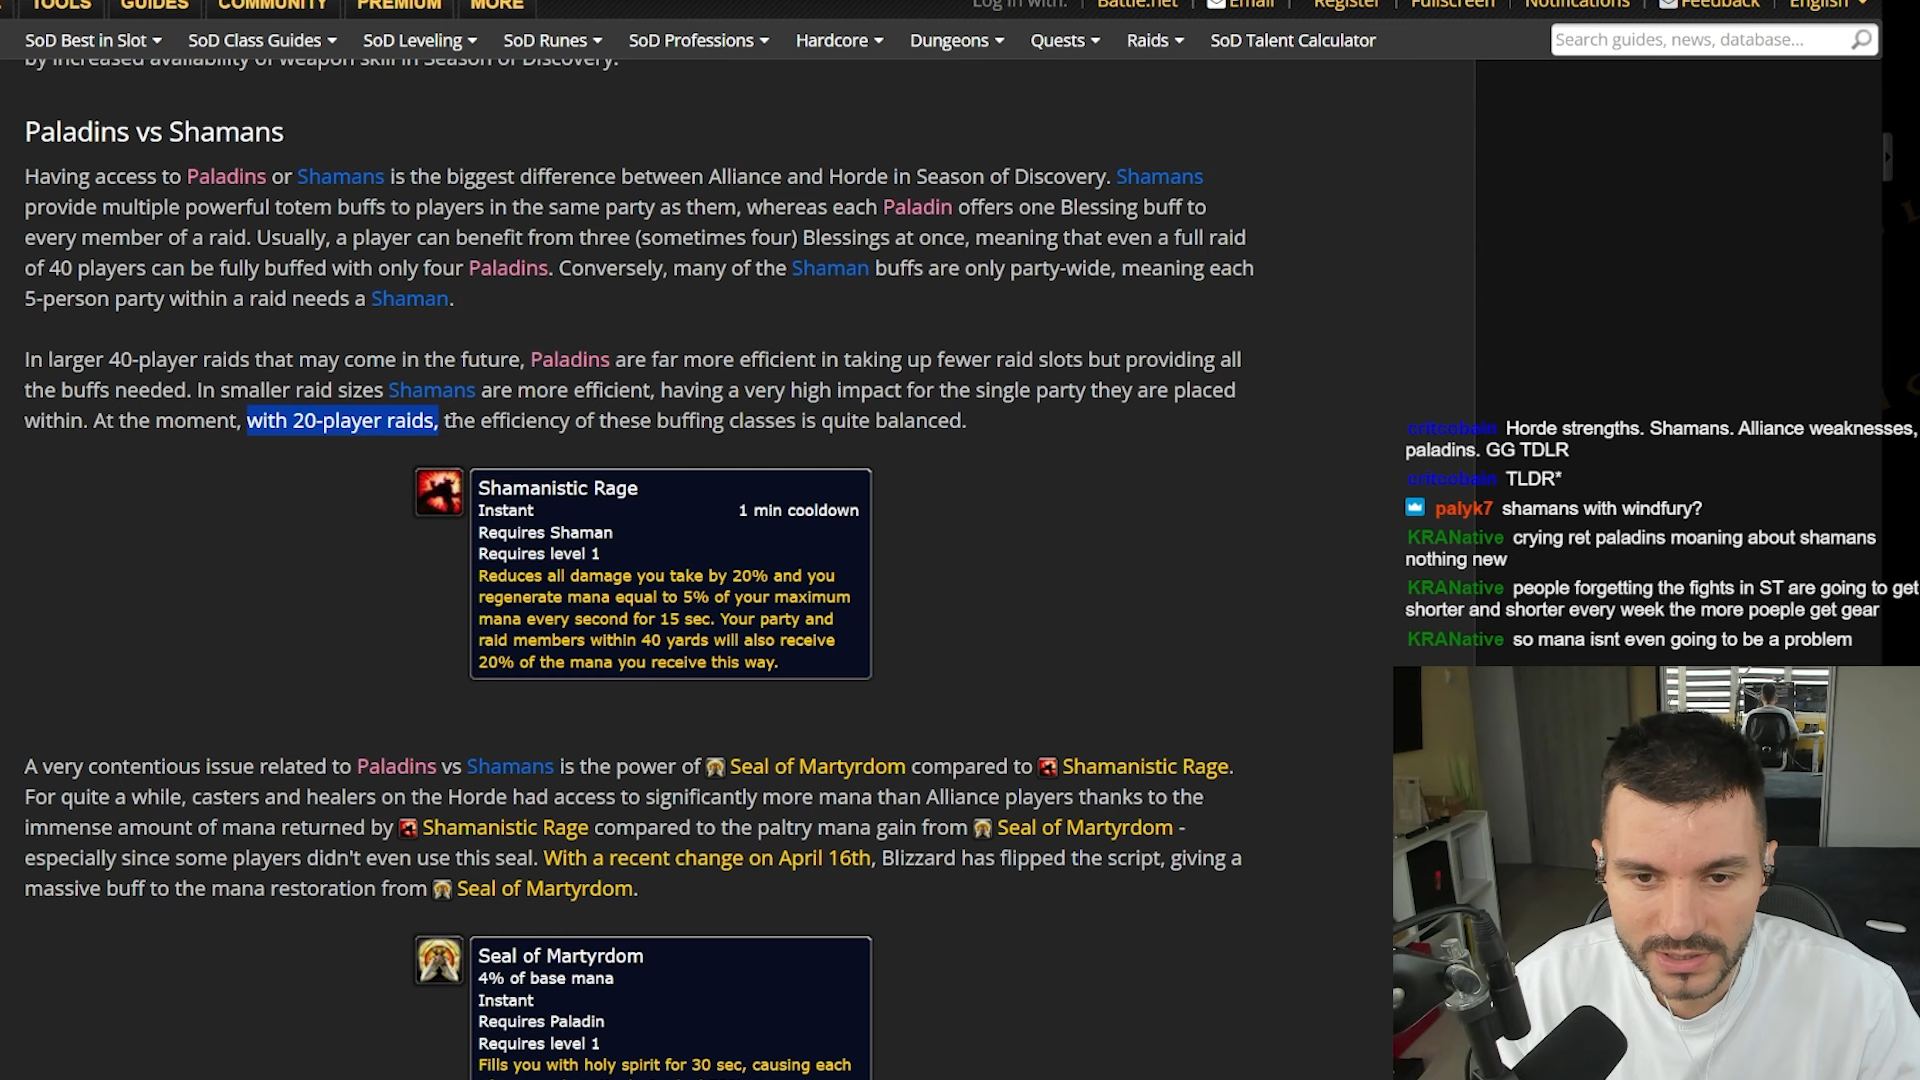 TOOLS GUIDES COMMUNITY PREMIUM MORE Log in with: Battle.net Email Register Fullscreen Notifications Feedback English
SoD Best in Slot SoD Class Guides SoD Leveling SoD Runes SoD Professions Hardcore Dungeons Quests Raids SoD Talent Calculator Search guides, news, database...
by increased availability of weapon skill in Season of Discovery.
Paladins vs Shamans
Having access to Paladins or Shamans is the biggest difference between Alliance and Horde in Season of Discovery. Shamans
provide multiple powerful totem buffs to players in the same party as them, whereas each Paladin offers one Blessing buff to
every member of a raid. Usually, a player can benefit from three (sometimes four) Blessings at once, meaning that even a full raid
of 40 players can be fully buffed with only four Paladins. Conversely, many of the Shaman buffs are only party-wide, meaning each
5-person party within a raid needs a Shaman.
In larger 40-player raids that may come in the future, Paladins are far more efficient in taking up fewer raid slots but providing all
the buffs needed. In smaller raid sizes Shamans are more efficient, having a very high impact for the single party they are placed
within. At the moment, with 20-player raids, the efficiency of these buffing classes is quite balanced.
Shamanistic Rage
Instant 1 min cooldown
Requires Shaman
Requires level 1
Reduces all damage you take by 20% and you
regenerate mana equal to 5% of your maximum
mana every second for 15 sec. Your party and
raid members within 40 yards will also receive
20% of the mana you receive this way.
A very contentious issue related to Paladins vs Shamans is the power of Seal of Martyrdom compared to Shamanistic Rage.
For quite a while, casters and healers on the Horde had access to significantly more mana than Alliance players thanks to the
immense amount of mana returned by Shamanistic Rage compared to the paltry mana gain from Seal of Martyrdom -
especially since some players didn't even use this seal. With a recent change on April 16th, Blizzard has flipped the script, giving a
massive buff to the mana restoration from Seal of Martyrdom.
Seal of Martyrdom
4% of base mana
Instant
Requires Paladin
Requires level 1
Fills you with holy spirit for 30 sec, causing each
critcobain Horde strengths. Shamans. Alliance weaknesses,
paladins. GG TDLR
critcobain TLDR*
palyk7 shamans with windfury?
KRANative crying ret paladins moaning about shamans
nothing new
KRANative people forgetting the fights in ST are going to get
shorter and shorter every week the more poeple get gear
KRANative so mana isnt even going to be a problem